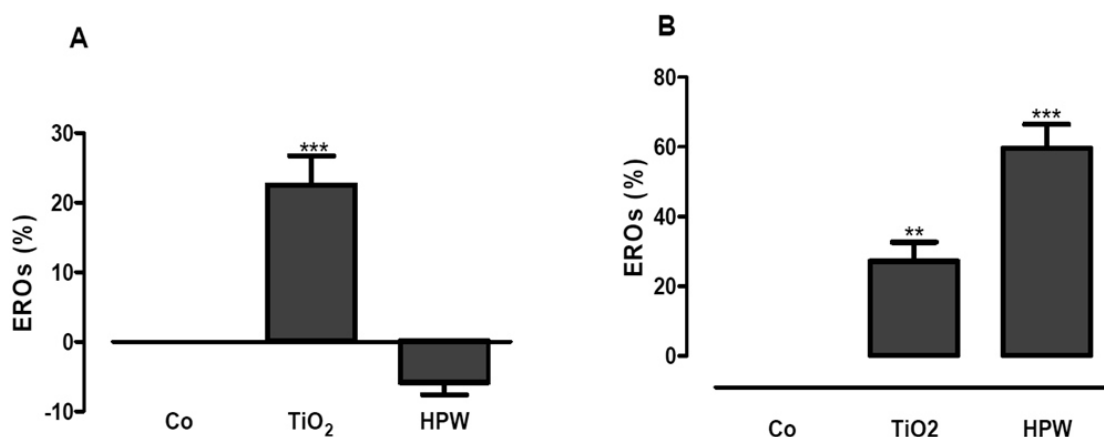 A
EROs (%)
30
20
10
0
-10
***
Co
TiO₂
HPW
B
EROs (%)
80
60
40
20
0
**
***
Co
TiO2
HPW